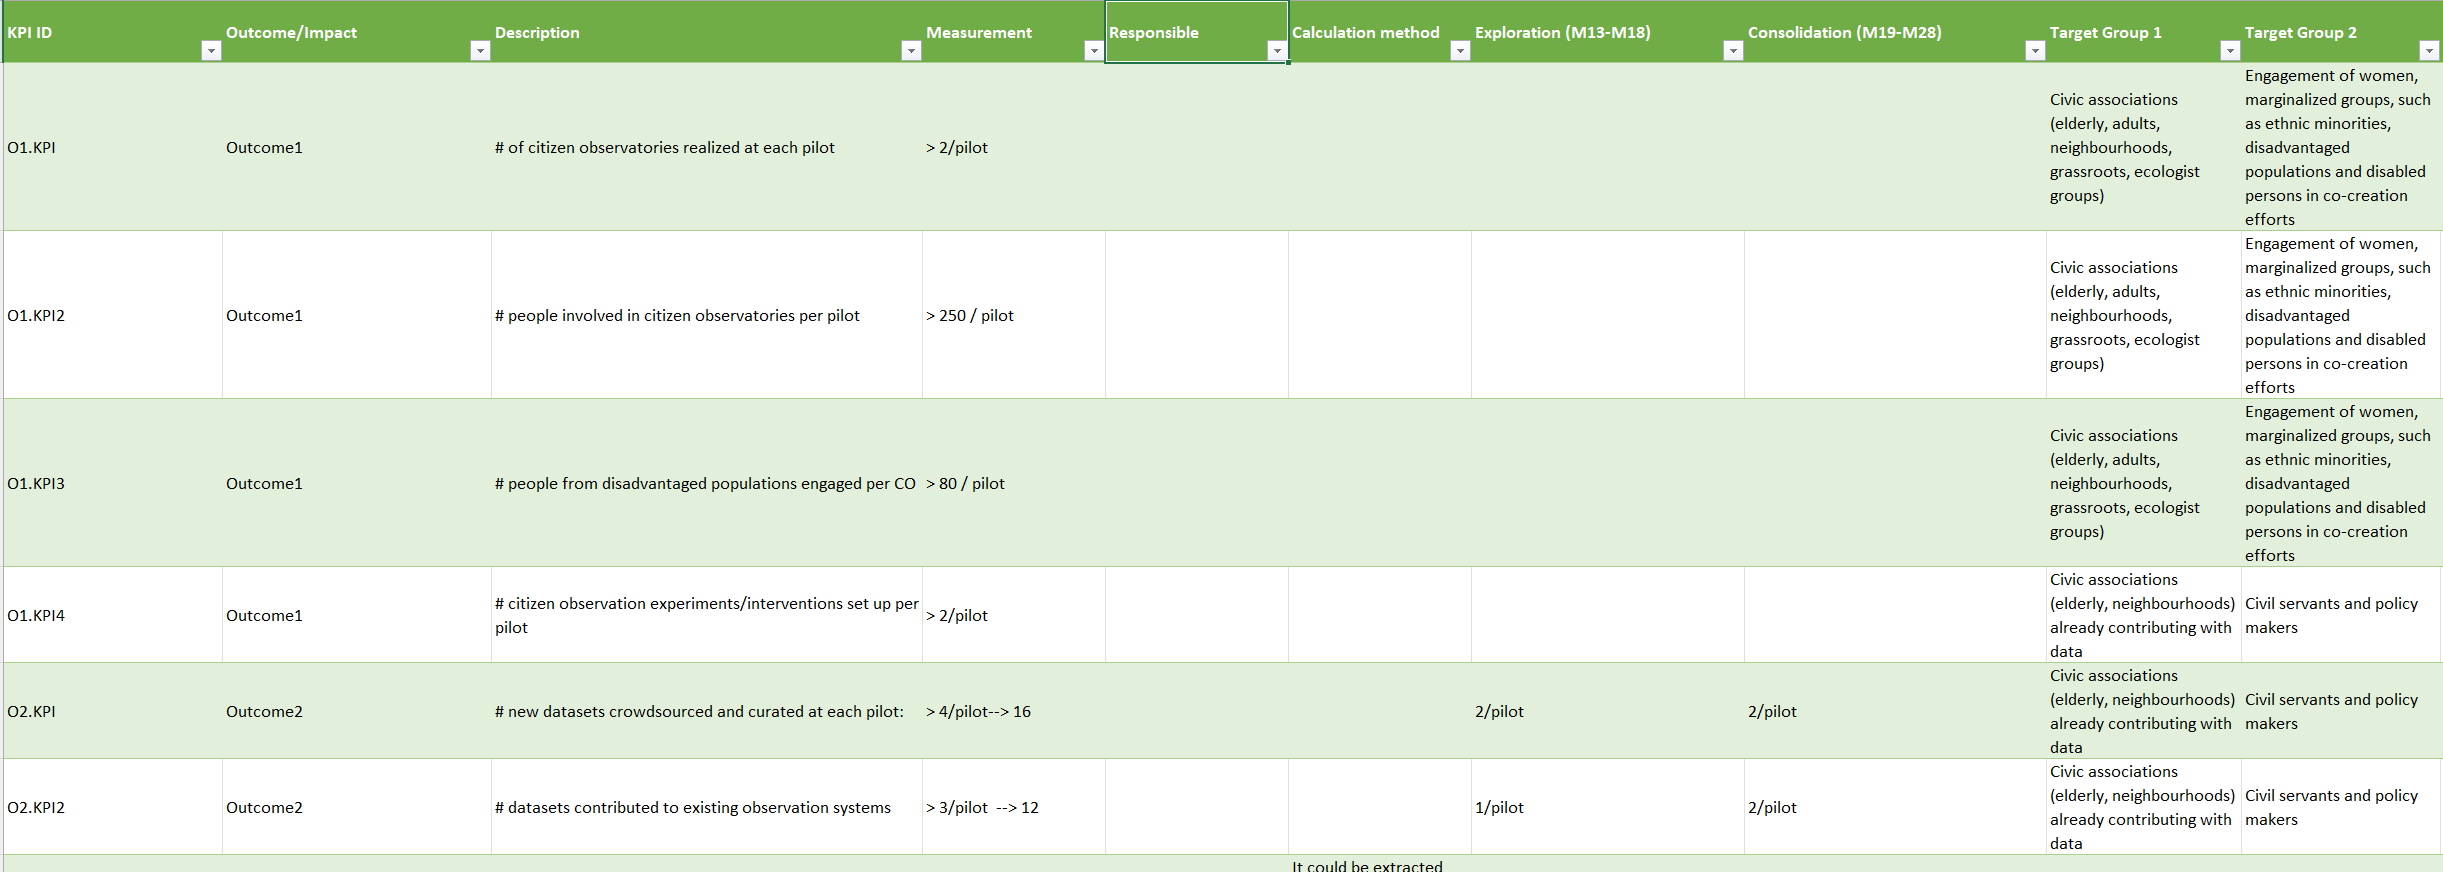 KPI ID Outcome/Impact Description Measurement Responsible Calculation method Exploration (M13-M18) Consolidation (M19-M28) Target Group 1 Target Group 2
O1.KPI
Outcome1
# of citizen observatories realized at each pilot
> 2/pilot
Civic associations
(elderly, adults,
neighbourhoods,
grassroots, ecologist
groups)
Engagement of women,
marginalized groups, such
as ethnic minorities,
disadvantaged
populations and disabled
persons in co-creation
efforts
O1.KPI2
Outcome1
# people involved in citizen observatories per pilot
> 250 / pilot
Civic associations
(elderly, adults,
neighbourhoods,
grassroots, ecologist
groups)
Engagement of women,
marginalized groups, such
as ethnic minorities,
disadvantaged
populations and disabled
persons in co-creation
efforts
O1.KPI3
Outcome1
# people from disadvantaged populations engaged per CO
> 80 / pilot
Civic associations
(elderly, adults,
neighbourhoods,
grassroots, ecologist
groups)
Engagement of women,
marginalized groups, such
as ethnic minorities,
disadvantaged
populations and disabled
persons in co-creation
efforts
O1.KPI4
Outcome1
# citizen observation experiments/interventions set up per
pilot
> 2/pilot
Civic associations
(elderly, neighbourhoods)
already contributing with
data
Civil servants and policy
makers
O2.KPI
Outcome2
# new datasets crowdsourced and curated at each pilot:
> 4/pilot--> 16
2/pilot
2/pilot
Civic associations
(elderly, neighbourhoods)
already contributing with
data
Civil servants and policy
makers
O2.KPI2
Outcome2
# datasets contributed to existing observation systems
> 3/pilot  --> 12
1/pilot
2/pilot
Civic associations
(elderly, neighbourhoods)
already contributing with
data
Civil servants and policy
makers
It could be extracted